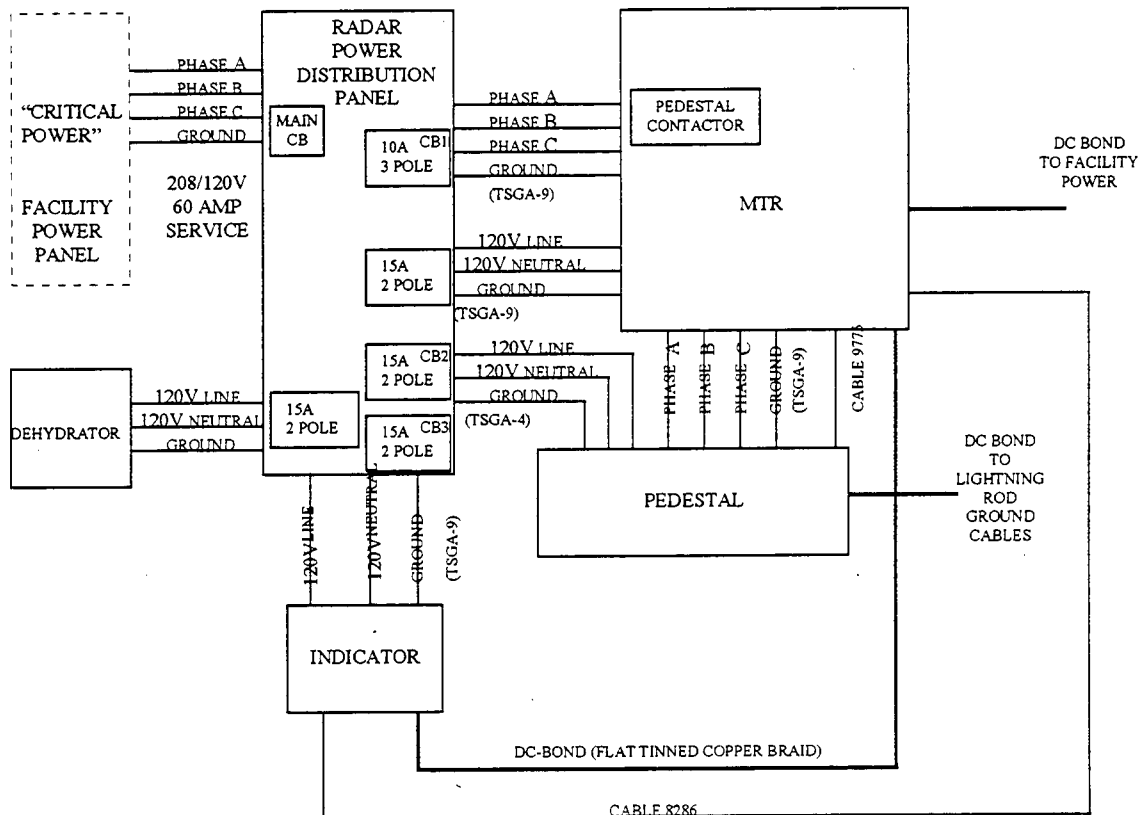 RADAR
POWER
DISTRIBUTION
PANEL
"CRITICAL
POWER"
FACILITY
POWER
PANEL
PHASE A
PHASE B
PHASE C
GROUND
208/120V
60 AMP
SERVICE
MAIN
CB
10A CB1
3 POLE
PHASE A
PHASE B
PHASE C
GROUND
(TSGA-9)
PEDESTAL
CONTACTOR
MTR
DC BOND
TO FACILITY
POWER
15A
2 POLE
120V LINE
120V NEUTRAL
GROUND
(TSGA-9)
15A CB2
2 POLE
120V LINE
120V NEUTRAL
GROUND
(TSGA-4)
15A CB3
2 POLE
15A
2 POLE
DEHYDRATOR
120V LINE
120V NEUTRAL
GROUND
PHASE A
PHASE B
PHASE C
GROUND
(TSGA-9)
CABLE 9775
PEDESTAL
DC BOND
TO
LIGHTNING
ROD
GROUND
CABLES
120V LINE
120V NEUTRAL
GROUND
(TSGA-9)
INDICATOR
DC-BOND (FLAT TINNED COPPER BRAID)
CABLE 8286